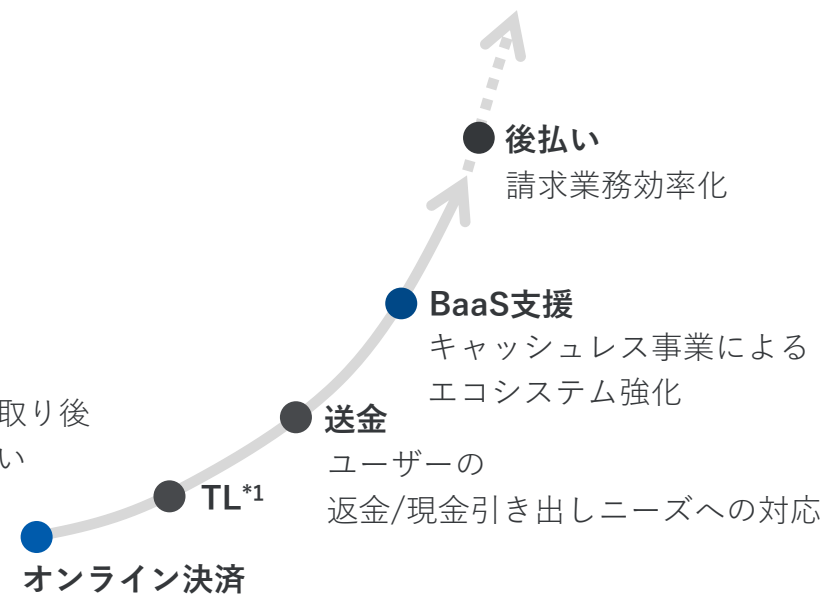 後払い
請求業務効率化
BaaS支援
キャッシュレス事業による
エコシステム強化
取り後
い
送金
ユーザーの
返金/現金引き出しニーズへの対応
TL*1
オンライン決済